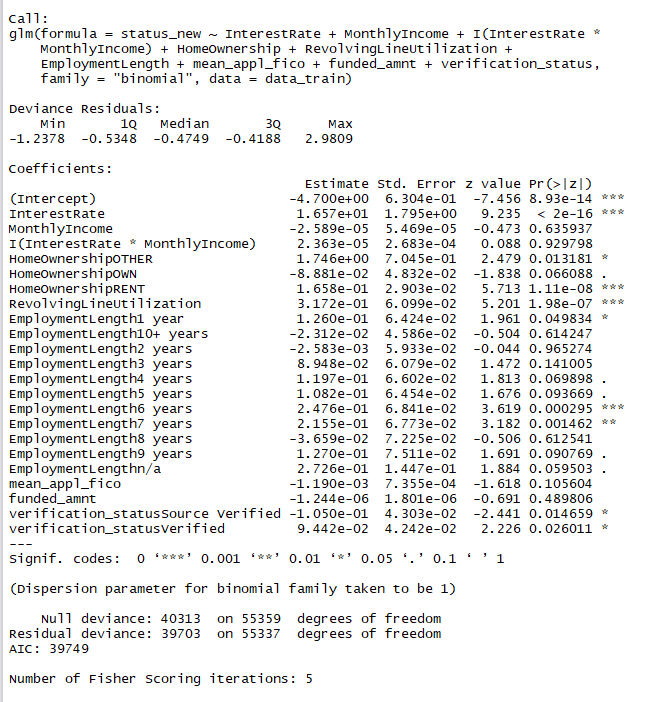 Call:
glm(formula = status_new ~ InterestRate + MonthlyIncome + I(InterestRate *
    MonthlyIncome) + HomeOwnership + RevolvingLineUtilization +
    EmploymentLength + mean_appl_fico + funded_amnt + verification_status,
    family = "binomial", data = data_train)

Deviance Residuals:
    Min      1Q  Median      3Q     Max
-1.2378 -0.5348 -0.4749 -0.4188  2.9809

Coefficients:
                                     Estimate Std. Error z value Pr(>|z|)
(Intercept)                        -4.700e+00  6.304e-01  -7.456 8.93e-14 ***
InterestRate                        1.657e+01  1.795e+00   9.235  < 2e-16 ***
MonthlyIncome                      -2.589e-05  5.469e-05  -0.473 0.635937
I(InterestRate * MonthlyIncome)     2.363e-05  2.683e-04   0.088 0.929798
HomeOwnershipOTHER                  1.746e+00  7.045e-01   2.479 0.013181 *
HomeOwnershipOWN                   -8.881e-02  4.832e-02  -1.838 0.066088 .
HomeOwnershipRENT                   1.658e-01  2.903e-02   5.713 1.11e-08 ***
RevolvingLineUtilization            3.172e-01  6.099e-02   5.201 1.98e-07 ***
EmploymentLength1 year              1.260e-01  6.424e-02   1.961 0.049834 *
EmploymentLength10+ years          -2.312e-02  4.586e-02  -0.504 0.614247
EmploymentLength2 years            -2.583e-03  5.933e-02  -0.044 0.965274
EmploymentLength3 years             8.948e-02  6.079e-02   1.472 0.141005
EmploymentLength4 years             1.197e-01  6.602e-02   1.813 0.069898 .
EmploymentLength5 years             1.082e-01  6.454e-02   1.676 0.093669 .
EmploymentLength6 years             2.476e-01  6.841e-02   3.619 0.000295 ***
EmploymentLength7 years             2.155e-01  6.773e-02   3.182 0.001462 **
EmploymentLength8 years            -3.659e-02  7.225e-02  -0.506 0.612541
EmploymentLength9 years             1.270e-01  7.511e-02   1.691 0.090769 .
EmploymentLengthn/a                 2.726e-01  1.447e-01   1.884 0.059503 .
mean_appl_fico                     -1.190e-03  7.355e-04  -1.618 0.105604
funded_amnt                        -1.244e-06  1.801e-06  -0.691 0.489806
verification_statusSource Verified -1.050e-01  4.303e-02  -2.441 0.014659 *
verification_statusVerified         9.442e-02  4.242e-02   2.226 0.026011 *
---
Signif. codes:  0 ‘***’ 0.001 ‘**’ 0.01 ‘*’ 0.05 ‘.’ 0.1 ‘ ’ 1

(Dispersion parameter for binomial family taken to be 1)

    Null deviance: 40313  on 55359  degrees of freedom
Residual deviance: 39703  on 55337  degrees of freedom
AIC: 39749

Number of Fisher Scoring iterations: 5